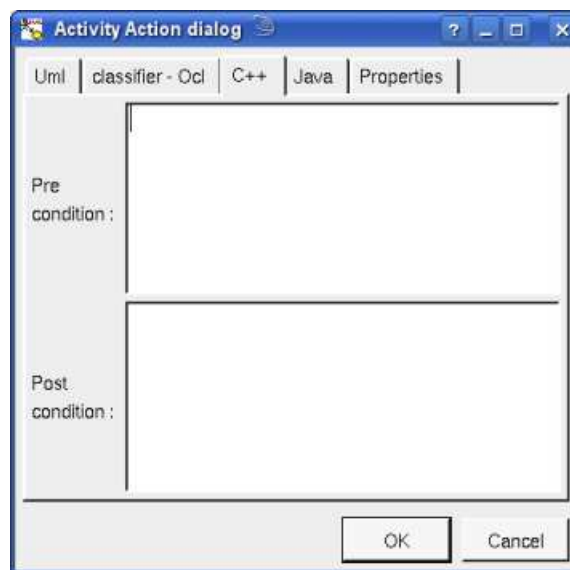 Activity Action dialog
Uml
classifier - Ocl
C++
Java
Properties
Pre
condition :
Post
condition :
OK
Cancel